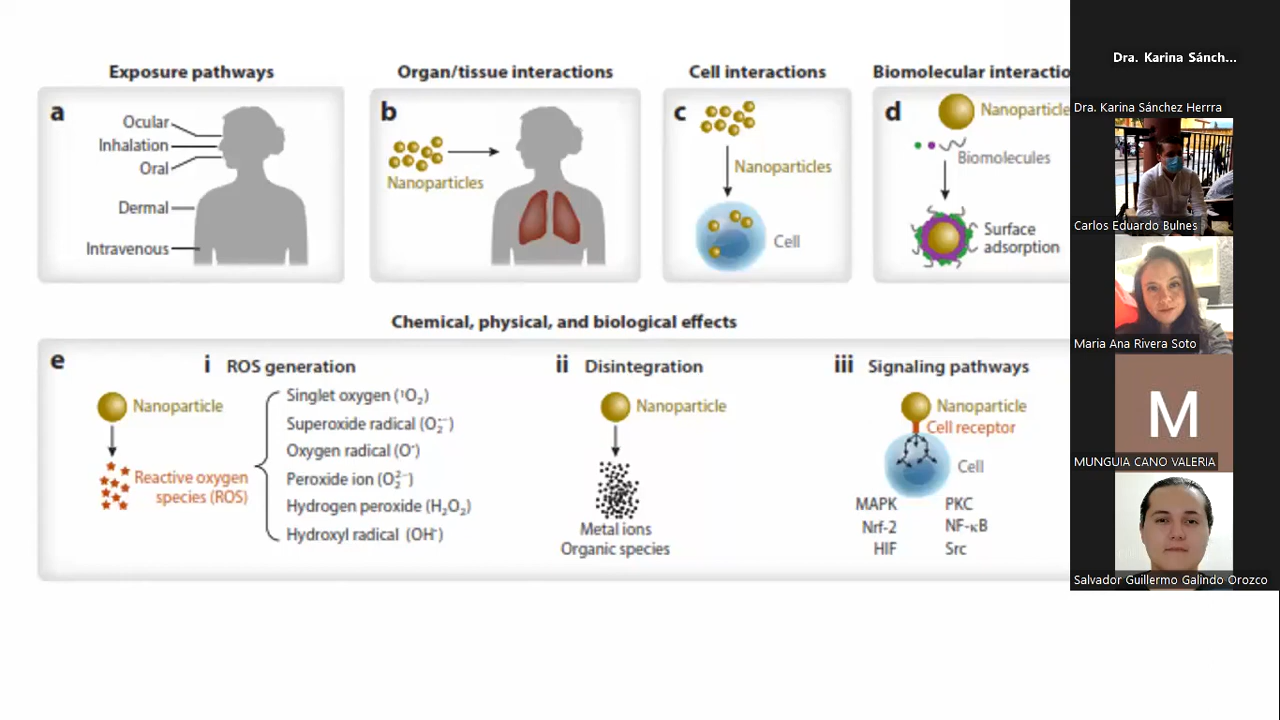 Exposure pathways
a
Ocular
Inhalation
Oral
Dermal
Intravenous
Organ/tissue interactions
b
Nanoparticles
Cell interactions
c
Nanoparticles
Cell
Biomolecular interactio
d
Nanoparticle
Biomolecules
Surface
adsorption
Chemical, physical, and biological effects
e
i ROS generation
Nanoparticle
Reactive oxygen
species (ROS)
Singlet oxygen (¹O₂)
Superoxide radical (O₂⁻)
Oxygen radical (O⁻)
Peroxide ion (O₂²⁻)
Hydrogen peroxide (H₂O₂)
Hydroxyl radical (OH⁻)
ii Disintegration
Nanoparticle
Metal ions
Organic species
iii Signaling pathways
Nanoparticle
Cell receptor
Cell
MAPK PKC
Nrf-2 NF-κB
HIF Src
Dra. Karina Sánch...
Dra. Karina Sánchez Herrra
Carlos Eduardo Bulnes
Maria Ana Rivera Soto
M
MUNGUIA CANO VALERIA
Salvador Guillermo Galindo Orozco